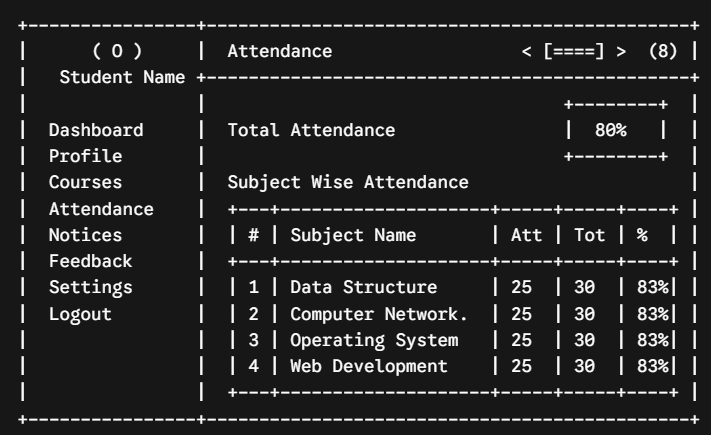 +----------------+----------------------------------------------+
|      ( O )     |  Attendance                  < [====] >  (8) |
|   Student Name +----------------------------------------------+
|                |                                  +--------+  |
|  Dashboard     |  Total Attendance                |  80%   |  |
|  Profile       |                                  +--------+  |
|  Courses       |  Subject Wise Attendance                     |
|  Attendance    |  +---+--------------------+-----+-----+----+ |
|  Notices       |  | # | Subject Name       | Att | Tot | %  | |
|  Feedback      |  +---+--------------------+-----+-----+----+ |
|  Settings      |  | 1 | Data Structure     | 25  | 30  | 83%| |
|  Logout        |  | 2 | Computer Network.  | 25  | 30  | 83%| |
|                |  | 3 | Operating System   | 25  | 30  | 83%| |
|                |  | 4 | Web Development    | 25  | 30  | 83%| |
|                |  +---+--------------------+-----+-----+----+ |
+----------------+----------------------------------------------+